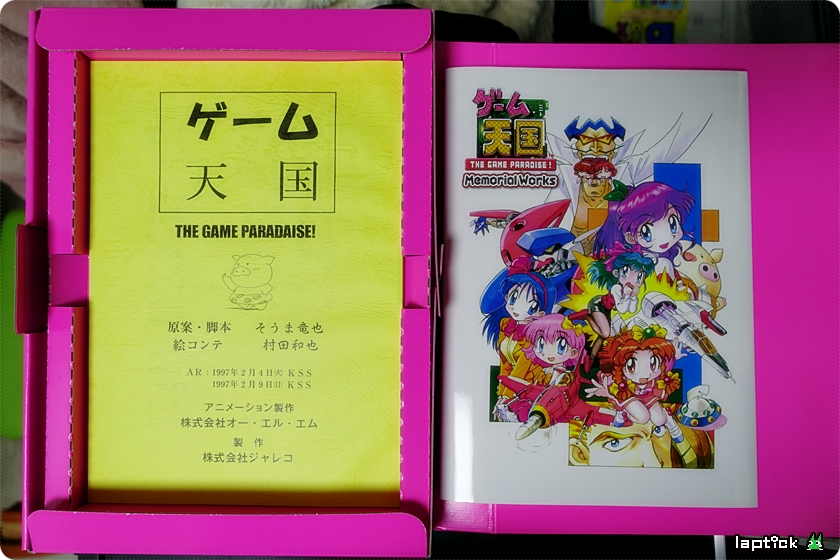 ゲーム
天国
THE GAME PARADAISE!
原案・脚本 そうま竜也
絵コンテ 村田和也
AR:1997年2月4日㈫ KSS
1997年2月9日㈰ KSS
アニメーション製作
株式会社オー・エル・エム
製作
株式会社ジャレコ
ゲーム
天国
THE GAME PARADISE!
Memorial Works
laptick